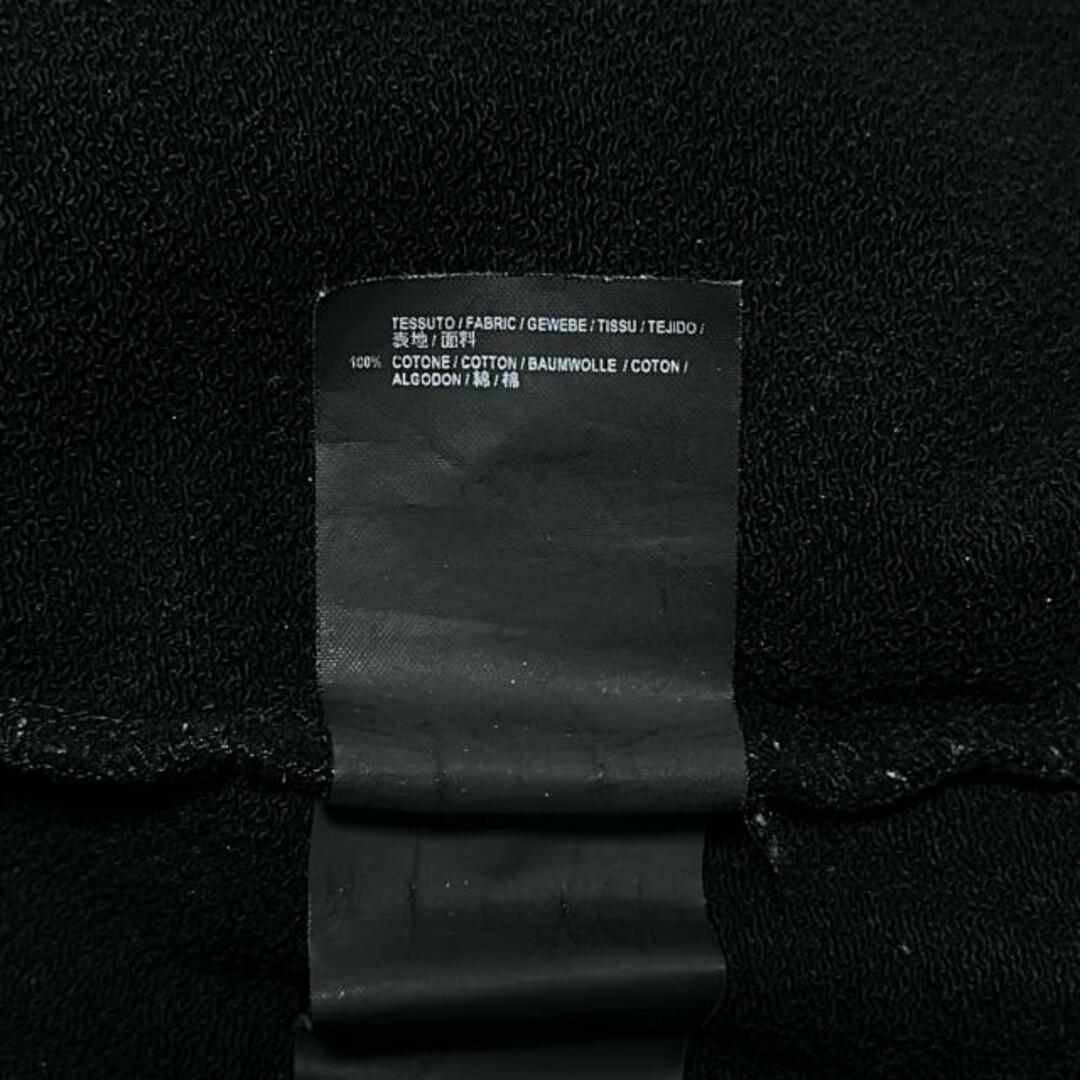 TESSUTO / FABRIC / GEWEBE / TISSU / TEJIDO /
表地 / 面料
100% COTONE / COTTON / BAUMWOLLE / COTON /
ALGODON / 綿 / 棉